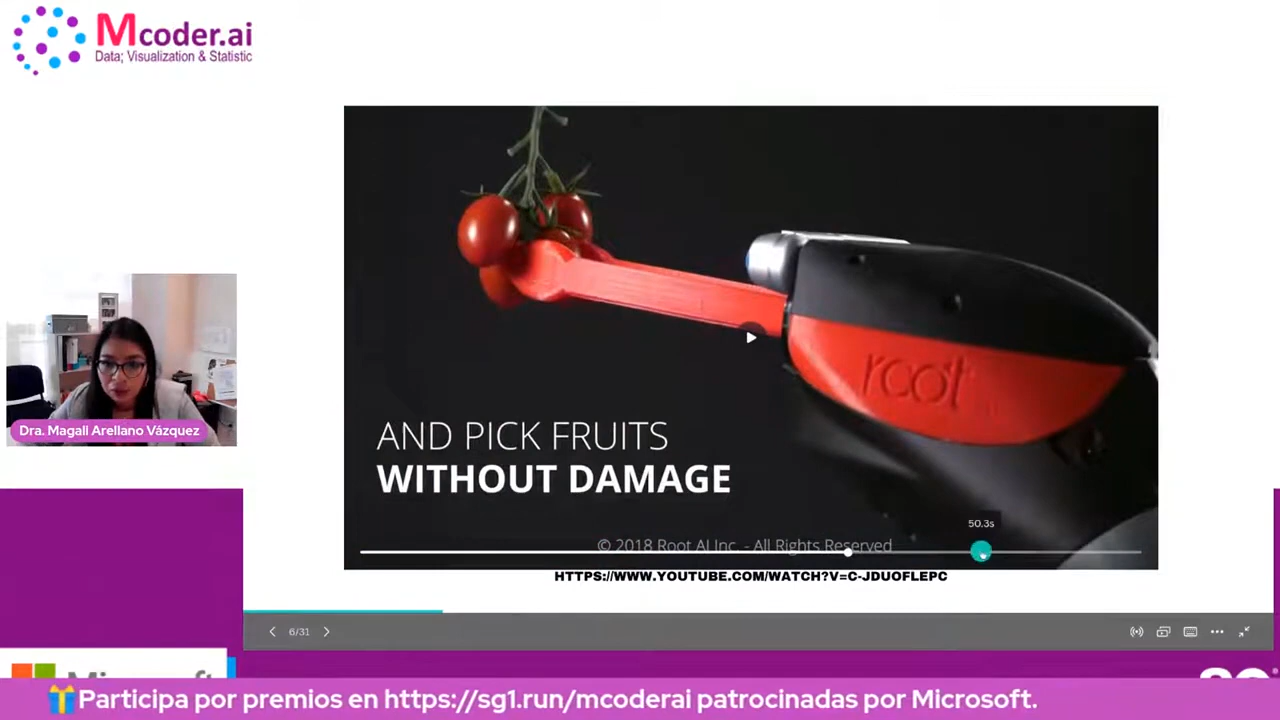 Mcoder.ai
Data; Visualization & Statistic
root
AND PICK FRUITS
WITHOUT DAMAGE
50.3s
© 2018 Root AI Inc. - All Rights Reserved
HTTPS://WWW.YOUTUBE.COM/WATCH?V=C-JDUOFLEPC
Dra. Magali Arellano Vázquez
6/31
Microsoft
Participa por premios en https://sg1.run/mcoderai patrocinadas por Microsoft.